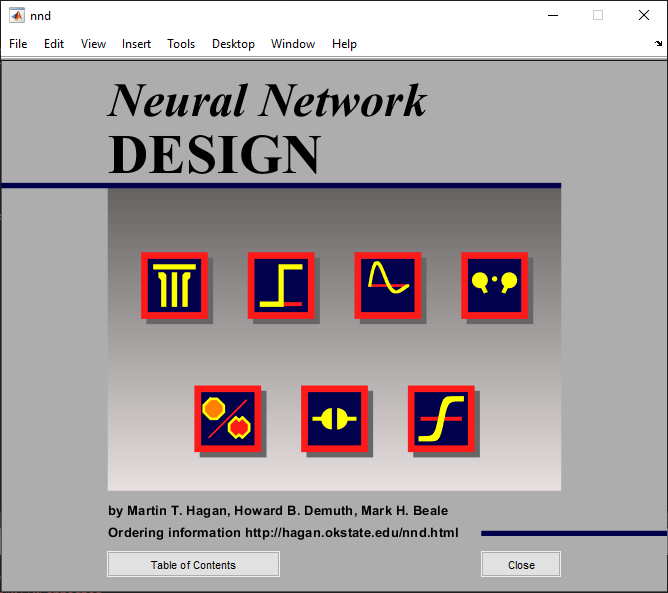 nnd
File Edit View Insert Tools Desktop Window Help
Neural Network
DESIGN
by Martin T. Hagan, Howard B. Demuth, Mark H. Beale
Ordering information http://hagan.okstate.edu/nnd.html
Table of Contents Close